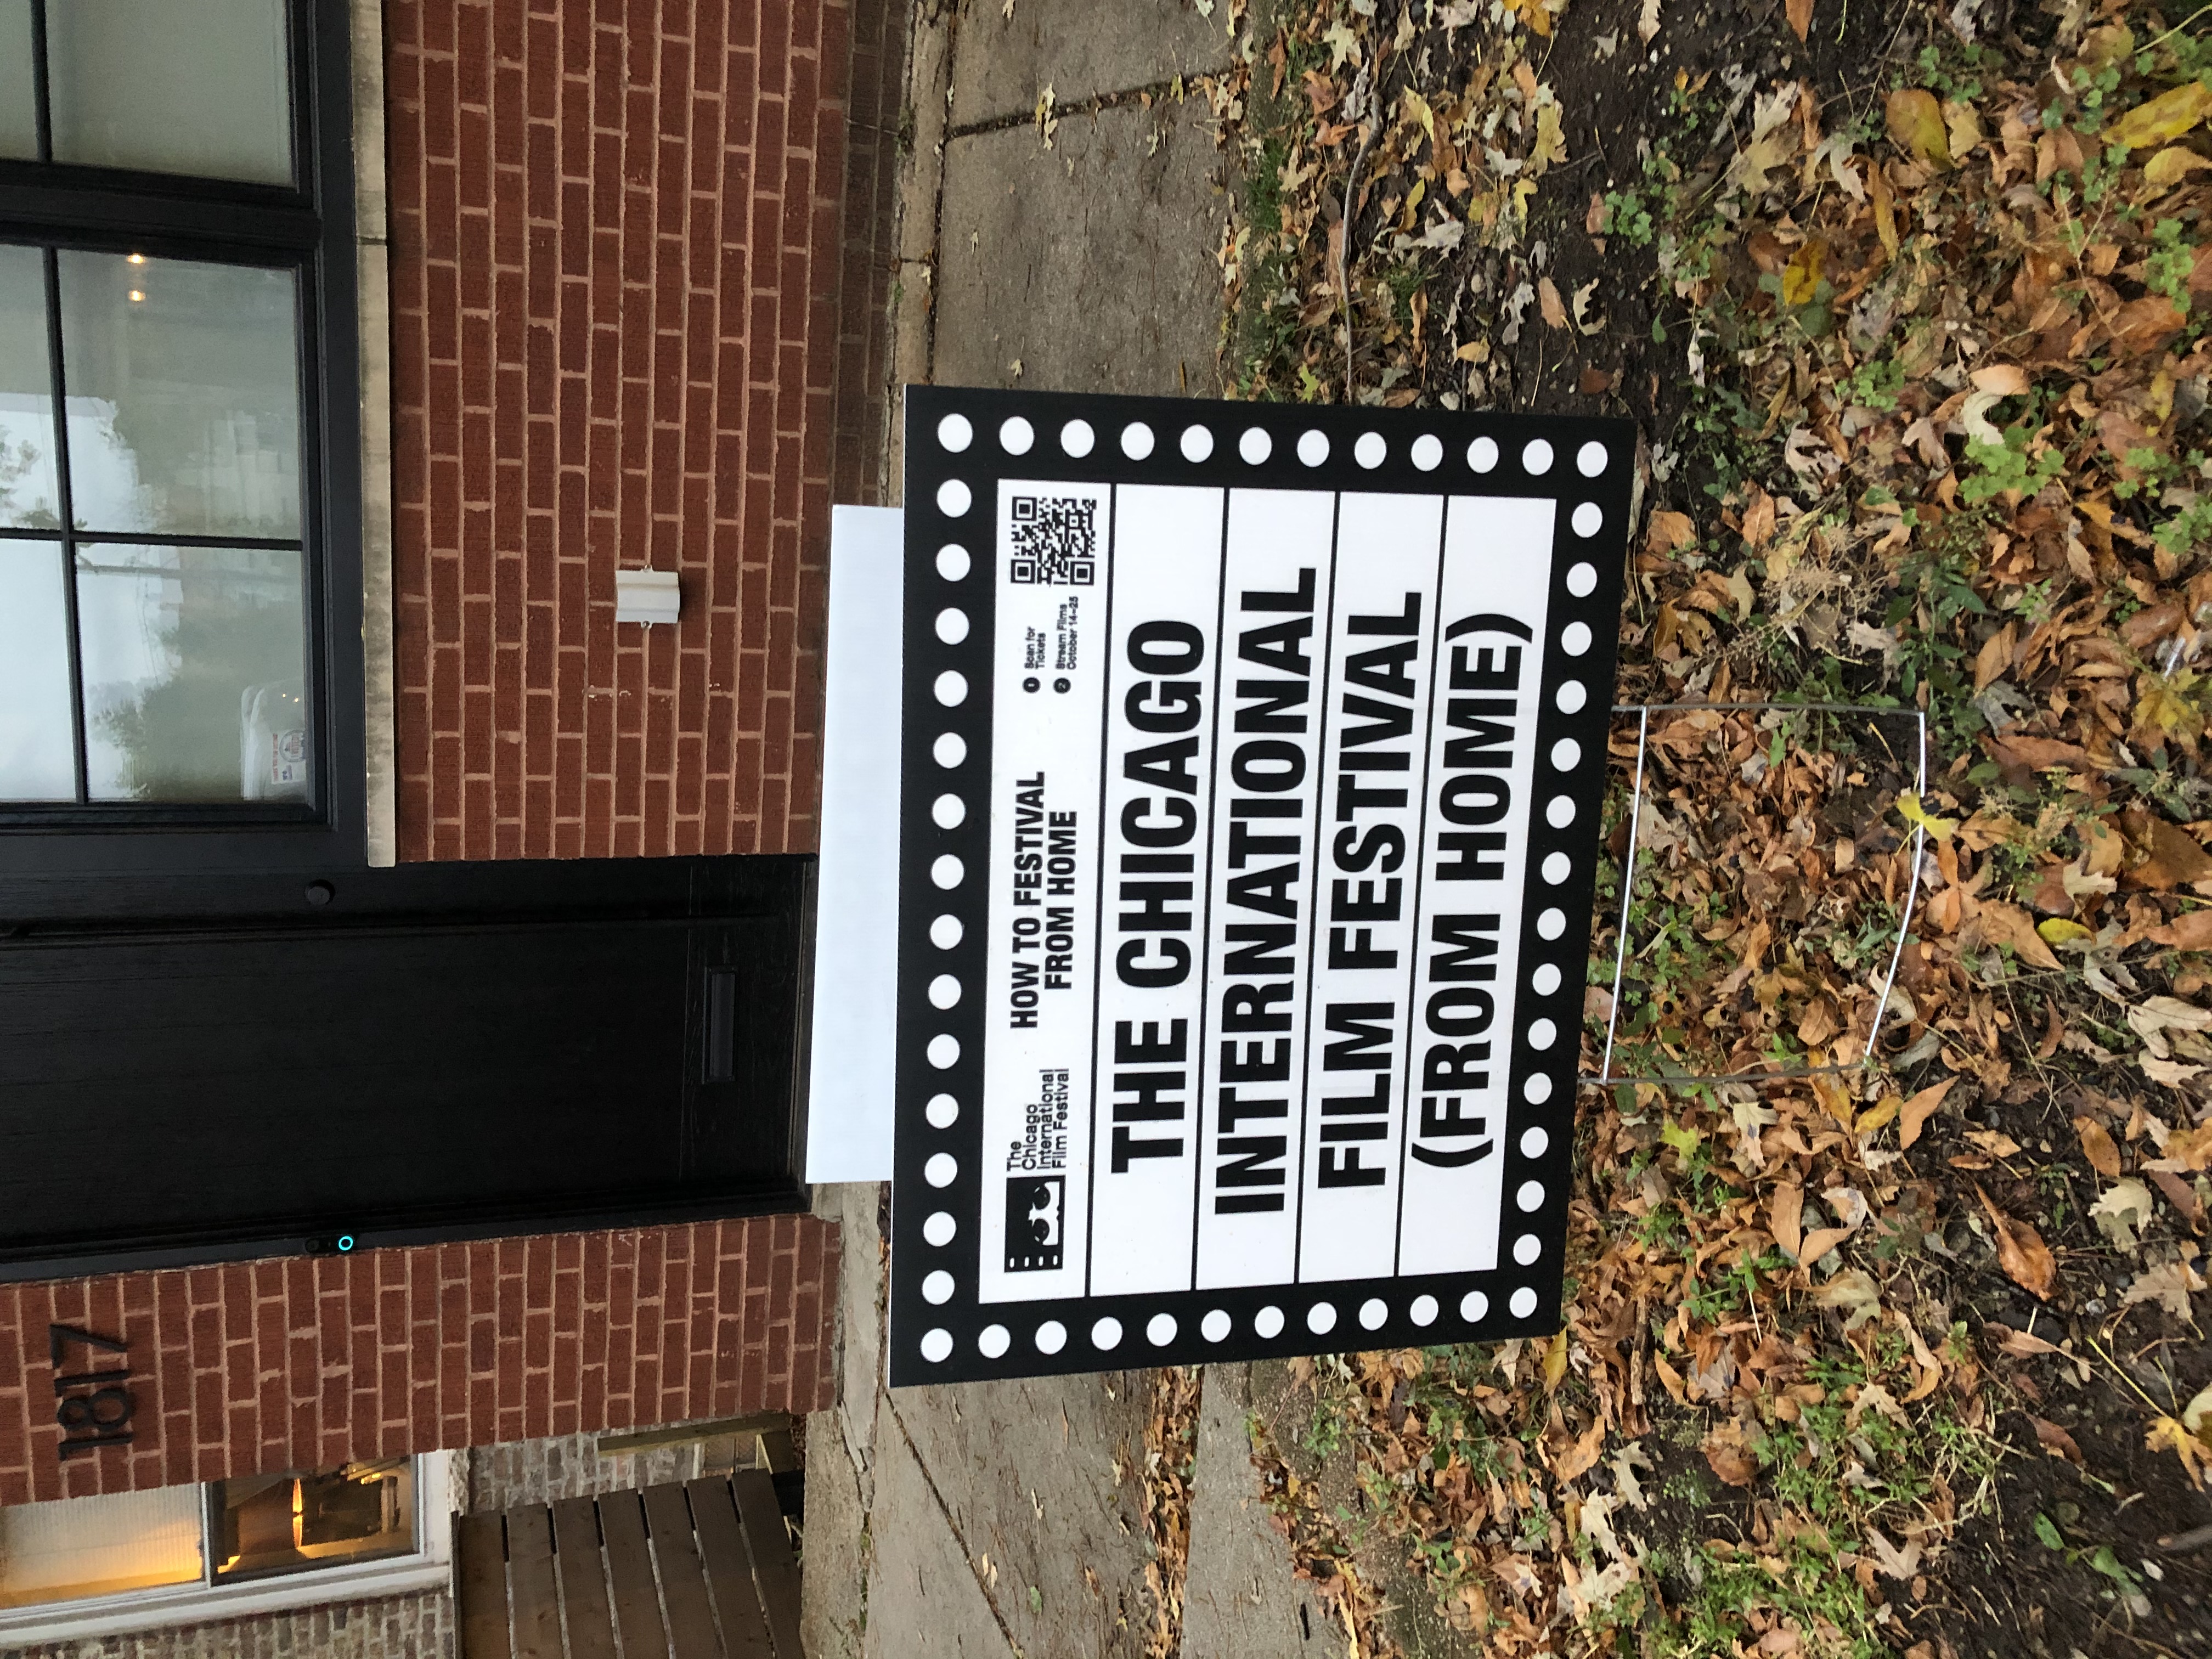 The
Chicago
International
Film Festival
HOW TO FESTIVAL
FROM HOME
1 Scan for
Tickets
2 Stream Films
October 14–25
THE CHICAGO
INTERNATIONAL
FILM FESTIVAL
(FROM HOME)
1817